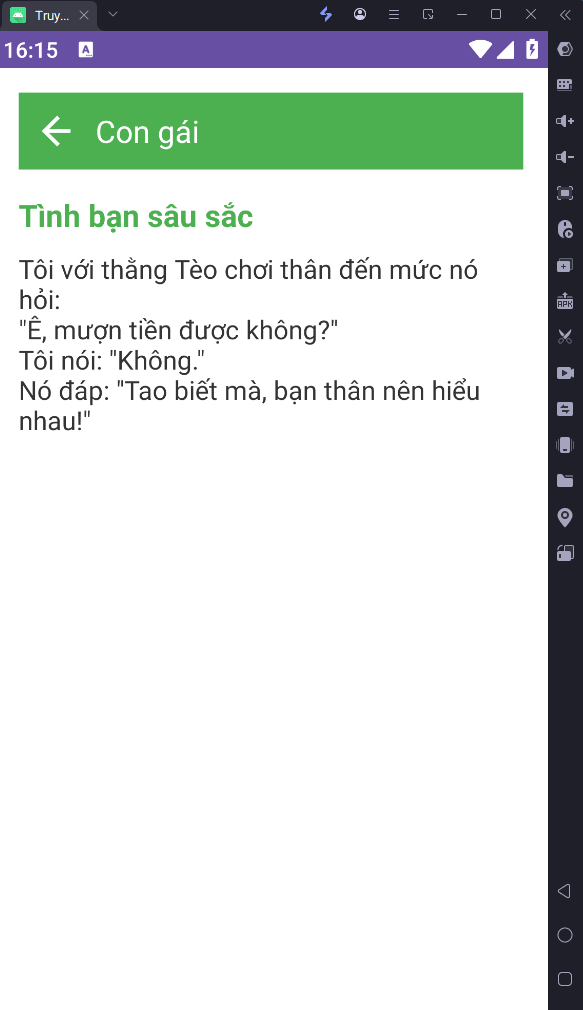 Truy...
16:15
Con gái
Tình bạn sâu sắc
Tôi với thằng Tèo chơi thân đến mức nó
hỏi:
"Ê, mượn tiền được không?"
Tôi nói: "Không."
Nó đáp: "Tao biết mà, bạn thân nên hiểu
nhau!"